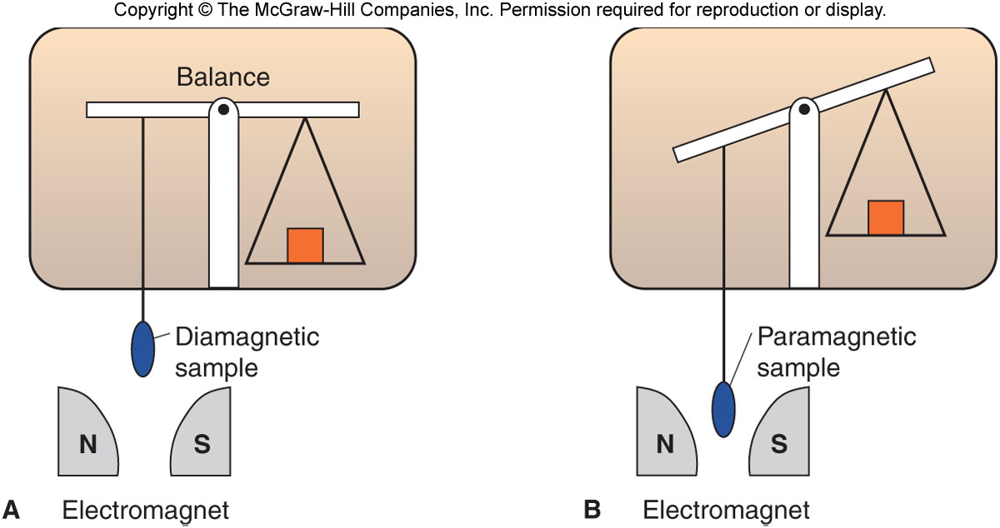 Copyright © The McGraw-Hill Companies, Inc. Permission required for reproduction or display.
Balance
Diamagnetic
sample
N
S
A
Electromagnet
Paramagnetic
sample
N
S
B
Electromagnet